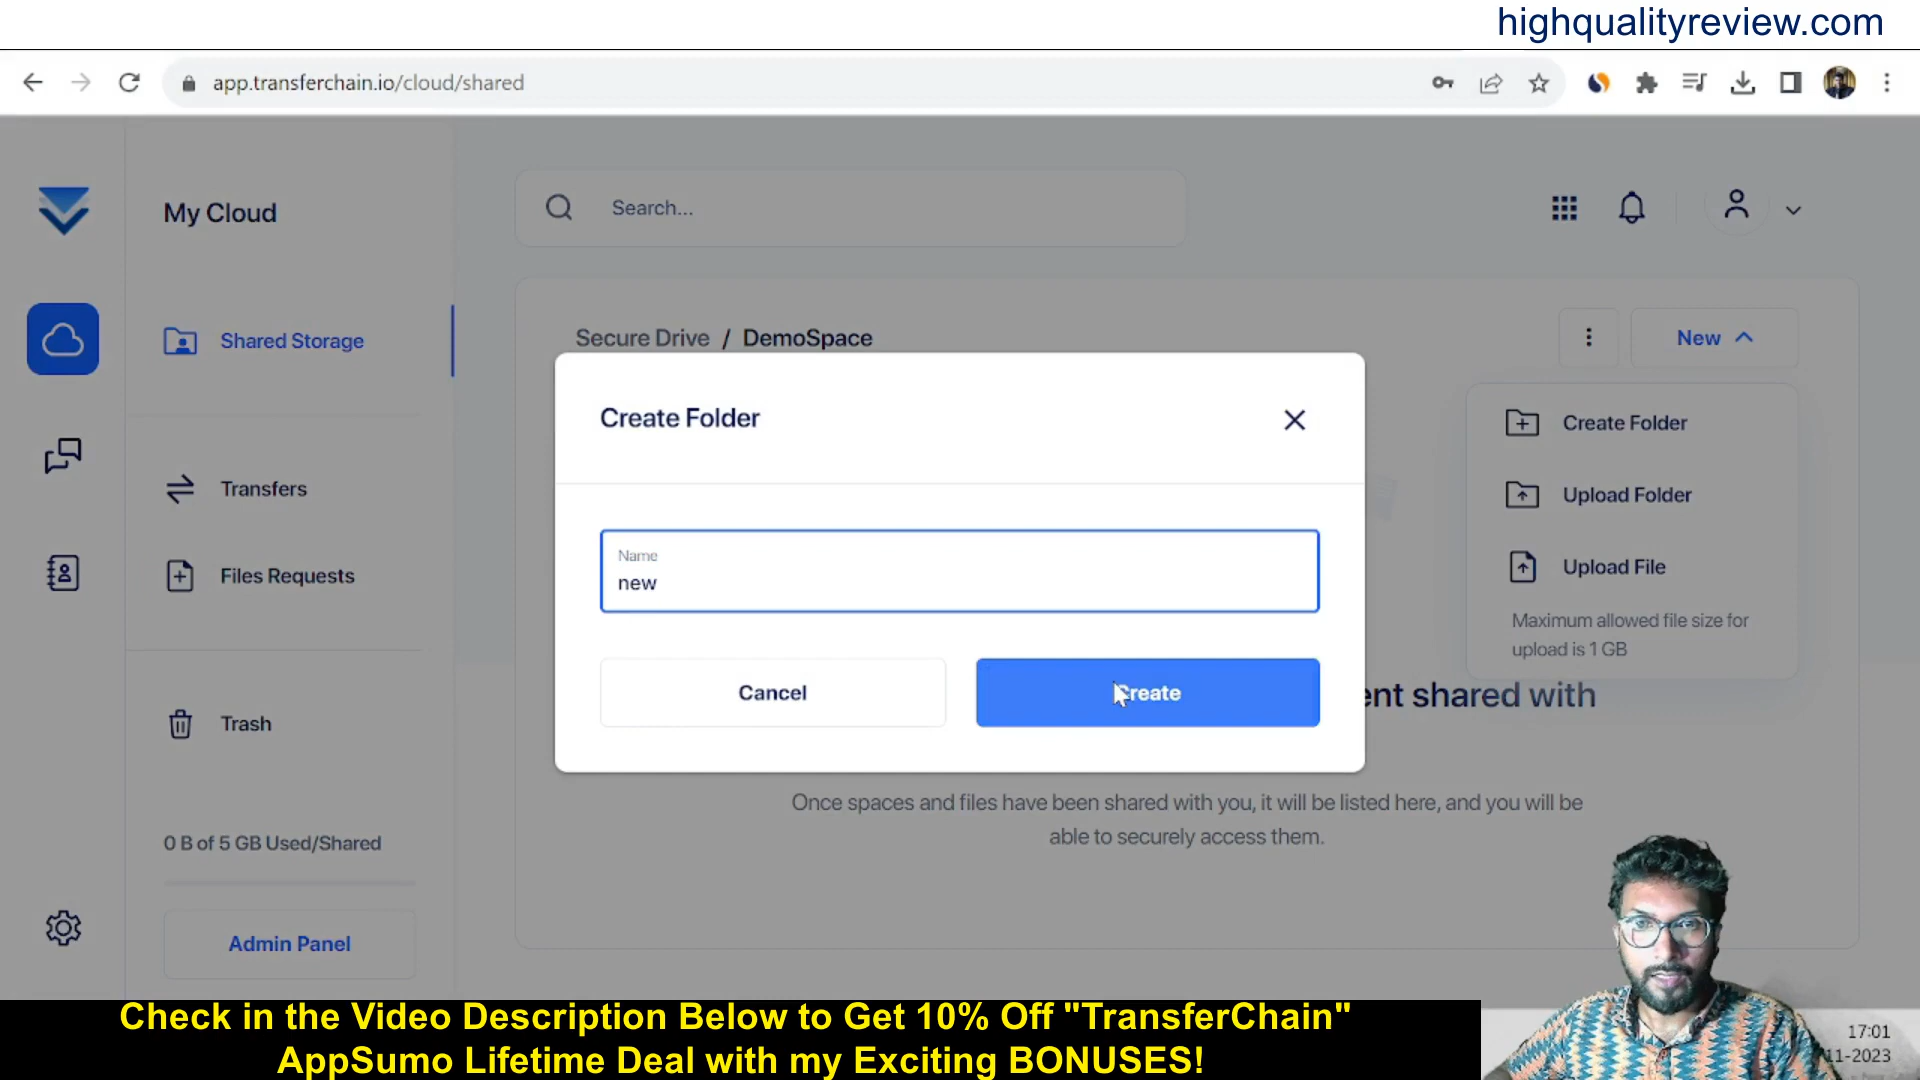 highqualityreview.com
app.transferchain.io/cloud/shared
My Cloud
Search...
Shared Storage
Secure Drive / DemoSpace
New
Create Folder
Create Folder
Upload Folder
Transfers
Name
new
Upload File
Files Requests
Maximum allowed file size for
upload is 1 GB
Cancel
Create
ent shared with
Trash
Once spaces and files have been shared with you, it will be listed here, and you will be
able to securely access them.
0 B of 5 GB Used/Shared
Admin Panel
Check in the Video Description Below to Get 10% Off "TransferChain"
AppSumo Lifetime Deal with my Exciting BONUSES!
17:01
11-2023